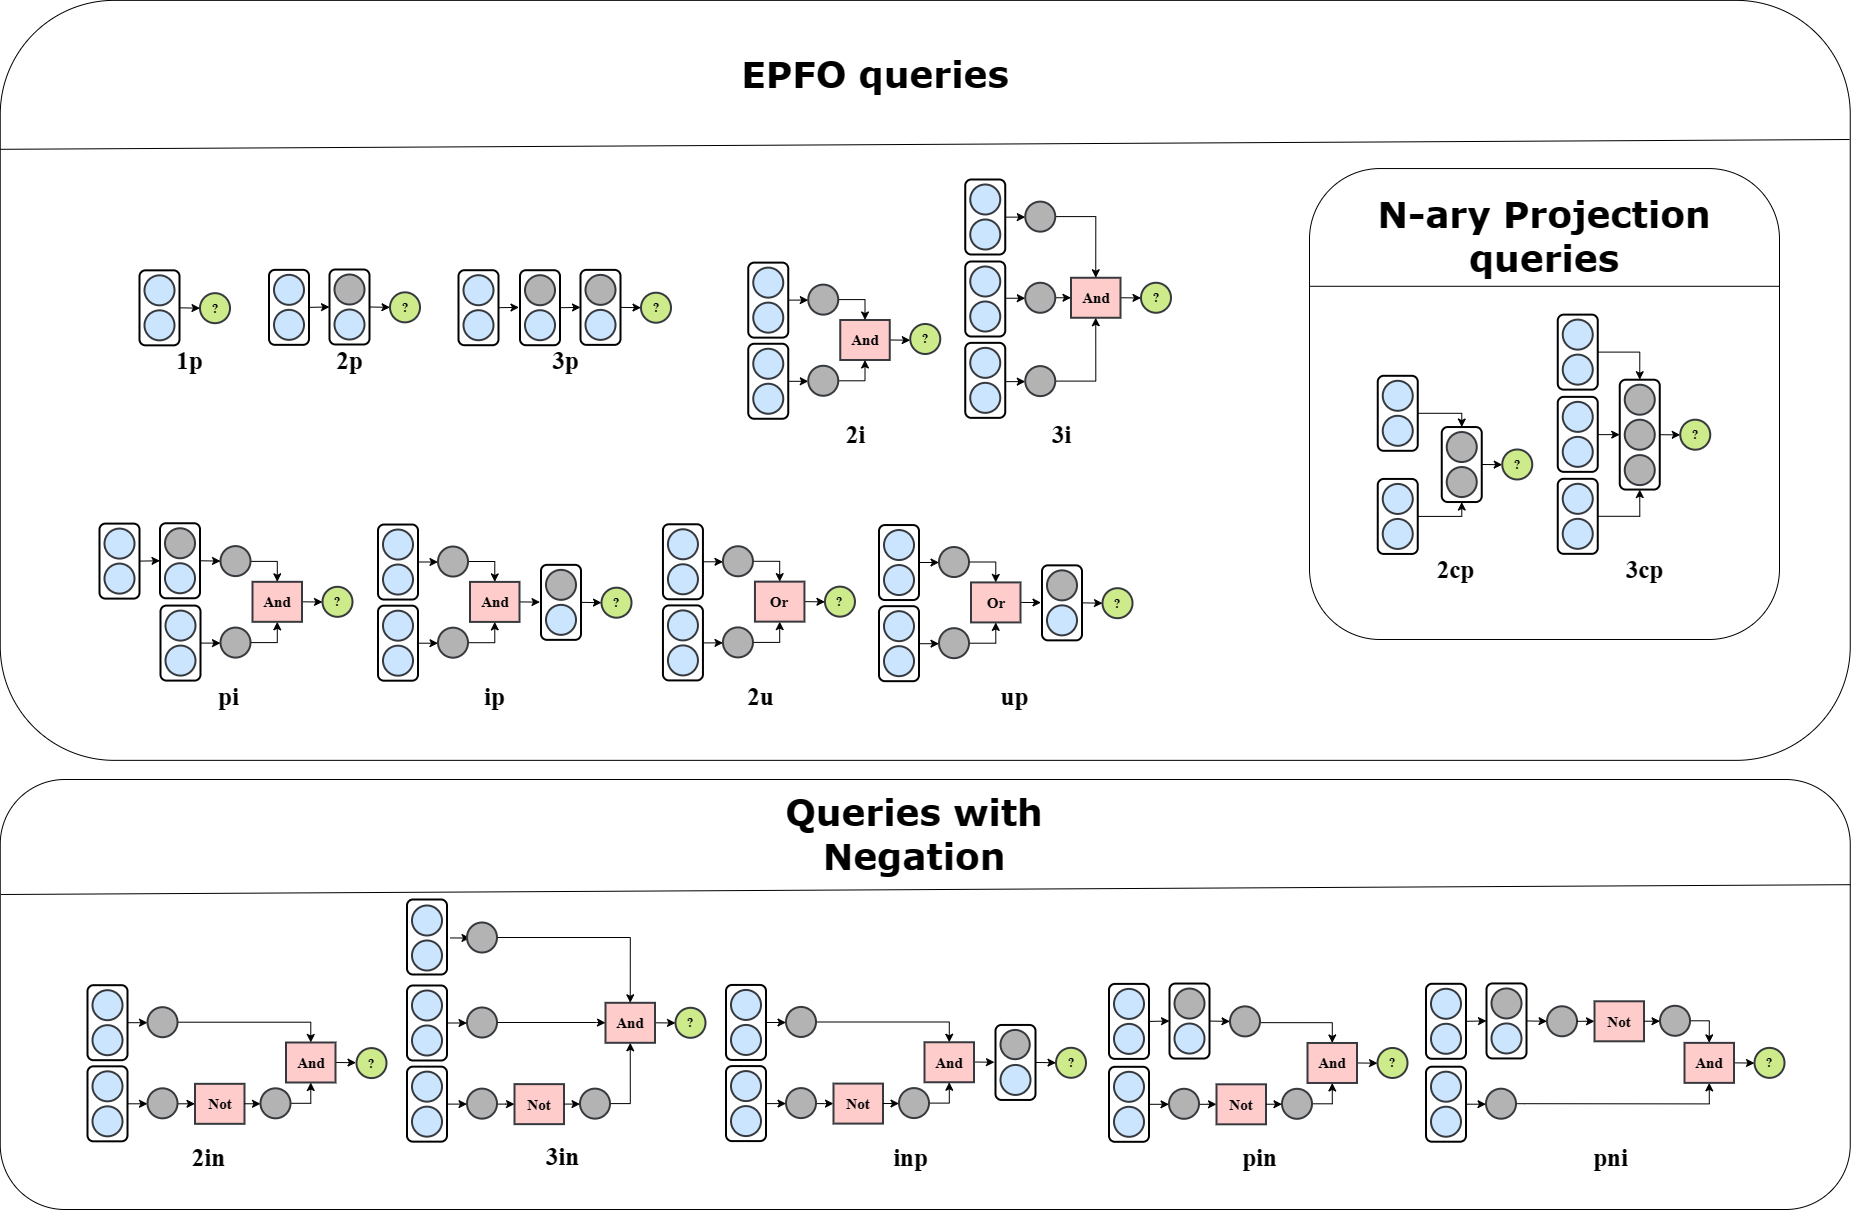 EPFO queries
N-ary Projection
queries
?
1p
?
2p
?
3p
And
?
2i
And
?
3i
?
2cp
?
3cp
And
?
pi
And
?
ip
Or
?
2u
Or
?
up
Queries with
Negation
Not
And
?
2in
Not
And
?
3in
Not
And
?
inp
Not
And
?
pin
Not
And
?
pni